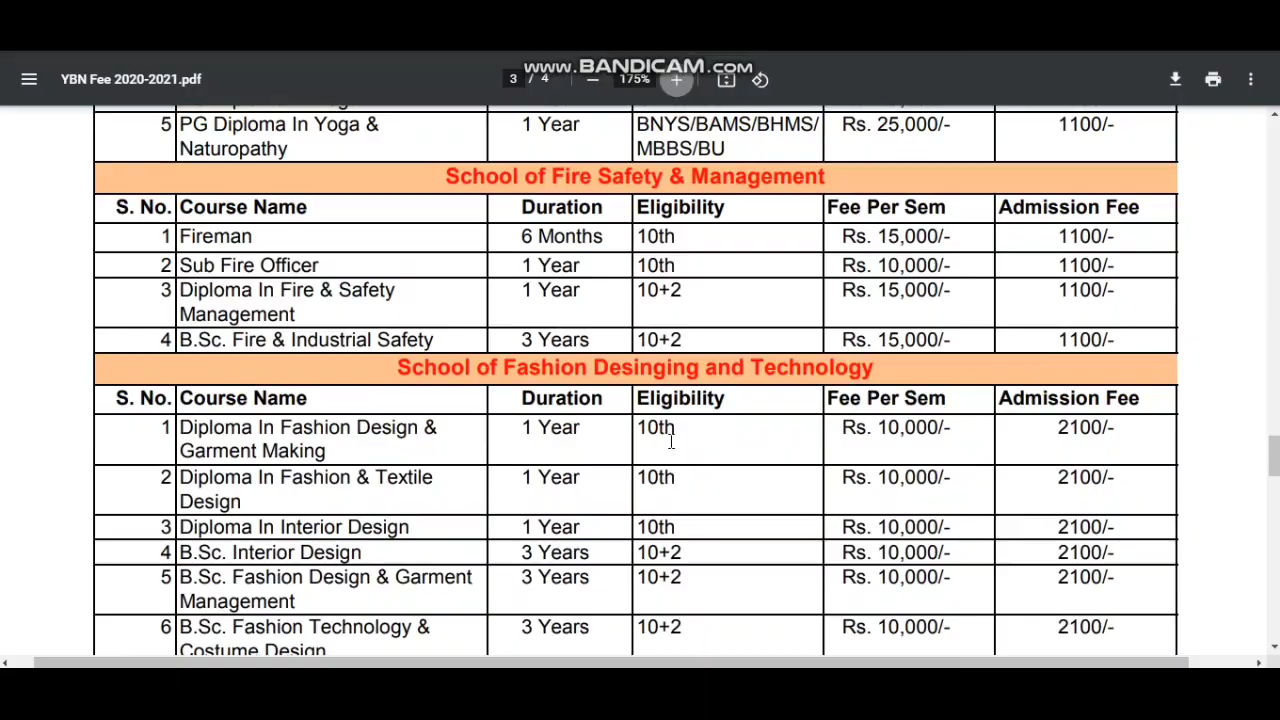 www.BANDICAM.com
YBN Fee 2020-2021.pdf 3 / 4 175%
5 PG Diploma In Yoga & 1 Year BNYS/BAMS/BHMS/ Rs. 25,000/- 1100/-
Naturopathy MBBS/BU
School of Fire Safety & Management
S. No. Course Name Duration Eligibility Fee Per Sem Admission Fee
1 Fireman 6 Months 10th Rs. 15,000/- 1100/-
2 Sub Fire Officer 1 Year 10th Rs. 10,000/- 1100/-
3 Diploma In Fire & Safety 1 Year 10+2 Rs. 15,000/- 1100/-
Management
4 B.Sc. Fire & Industrial Safety 3 Years 10+2 Rs. 15,000/- 1100/-
School of Fashion Desinging and Technology
S. No. Course Name Duration Eligibility Fee Per Sem Admission Fee
1 Diploma In Fashion Design & 1 Year 10th Rs. 10,000/- 2100/-
Garment Making
2 Diploma In Fashion & Textile 1 Year 10th Rs. 10,000/- 2100/-
Design
3 Diploma In Interior Design 1 Year 10th Rs. 10,000/- 2100/-
4 B.Sc. Interior Design 3 Years 10+2 Rs. 10,000/- 2100/-
5 B.Sc. Fashion Design & Garment 3 Years 10+2 Rs. 10,000/- 2100/-
Management
6 B.Sc. Fashion Technology & 3 Years 10+2 Rs. 10,000/- 2100/-
Costume Design